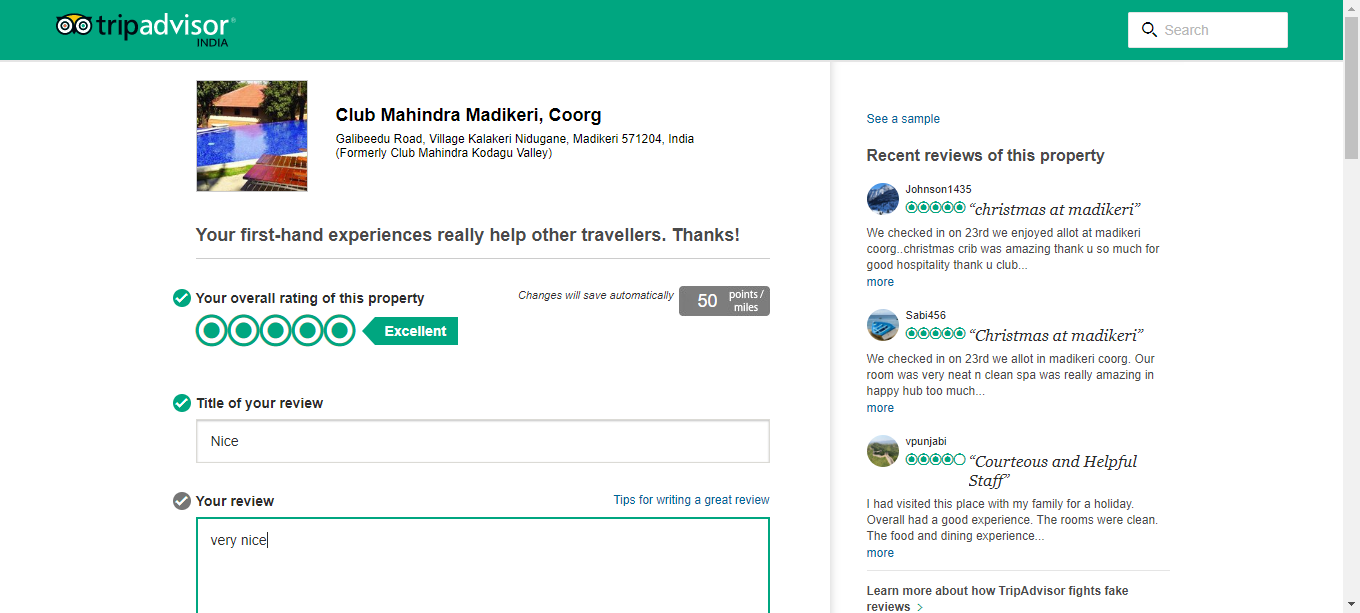 tripadvisor®
INDIA
Search
Club Mahindra Madikeri, Coorg
Galibeedu Road, Village Kalakeri Nidugane, Madikeri 571204, India
(Formerly Club Mahindra Kodagu Valley)
Your first-hand experiences really help other travellers. Thanks!
Your overall rating of this property
Changes will save automatically
50 points / miles
Excellent
Title of your review
Nice
Your review
Tips for writing a great review
very nice
See a sample
Recent reviews of this property
Johnson1435
“christmas at madikeri”
We checked in on 23rd we enjoyed allot at madikeri
coorg..christmas crib was amazing thank u so much for
good hospitality thank u club...
more
Sabi456
“Christmas at madikeri”
We checked in on 23rd we allot in madikeri coorg. Our
room was very neat n clean spa was really amazing in
happy hub too much...
more
vpunjabi
“Courteous and Helpful
Staff”
I had visited this place with my family for a holiday.
Overall had a good experience. The rooms were clean.
The food and dining experience...
more
Learn more about how TripAdvisor fights fake
reviews >